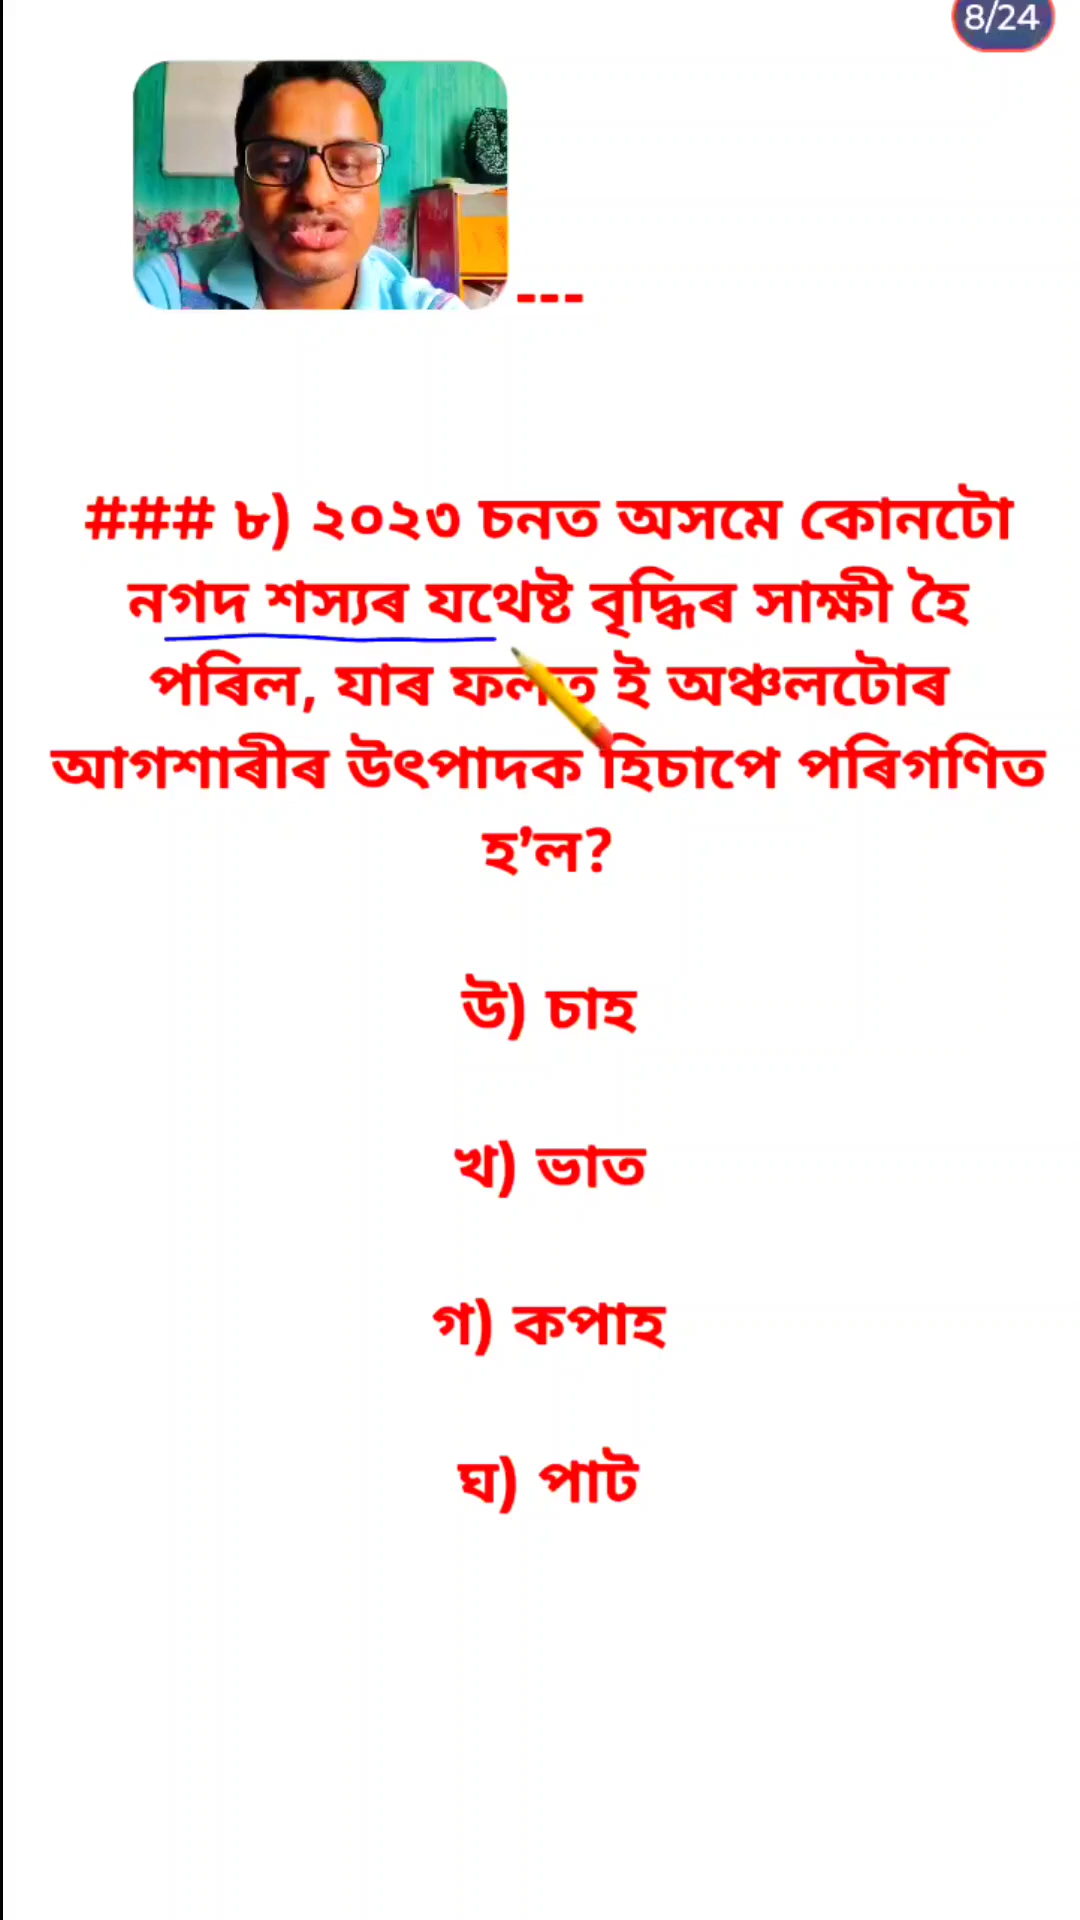 8/24
---
### ৮) ২০২৩ চনত অসমে কোনটো
নগদ শস্যৰ যথেষ্ট বৃদ্ধিৰ সাক্ষী হৈ
পৰিল, যাৰ ফলত ই অঞ্চলটোৰ
আগশাৰীৰ উৎপাদক হিচাপে পৰিগণিত
হ’ল?
উ) চাহ
খ) ভাত
গ) কপাহ
ঘ) পাট